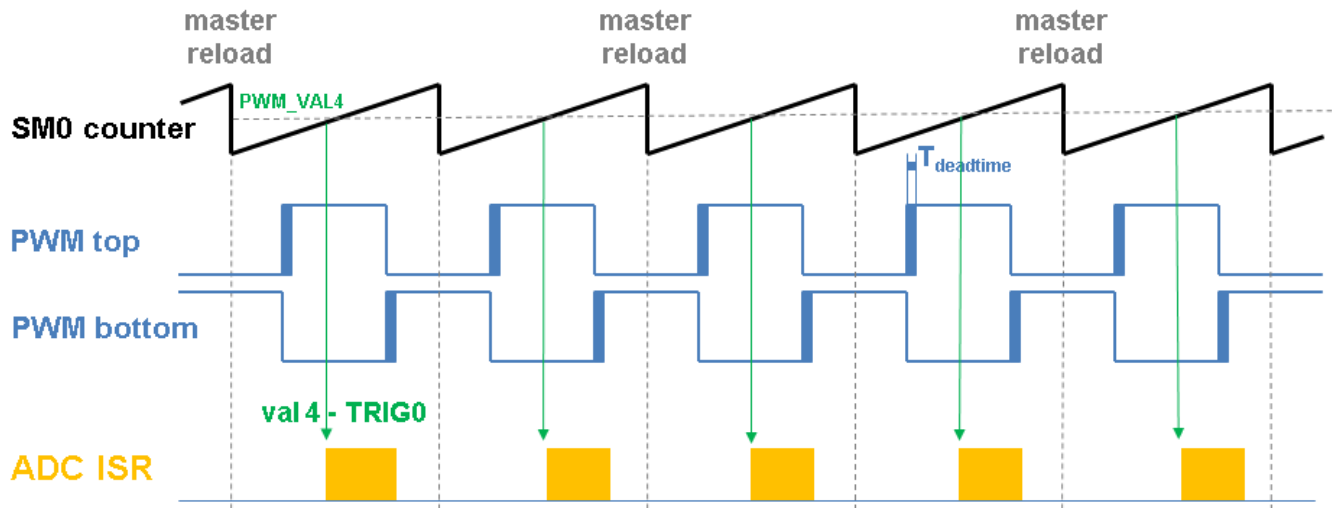 master
reload
master
reload
master
reload
PWM_VAL4
SM0 counter
Tdeadtime
PWM top
PWM bottom
val 4 - TRIG0
ADC ISR